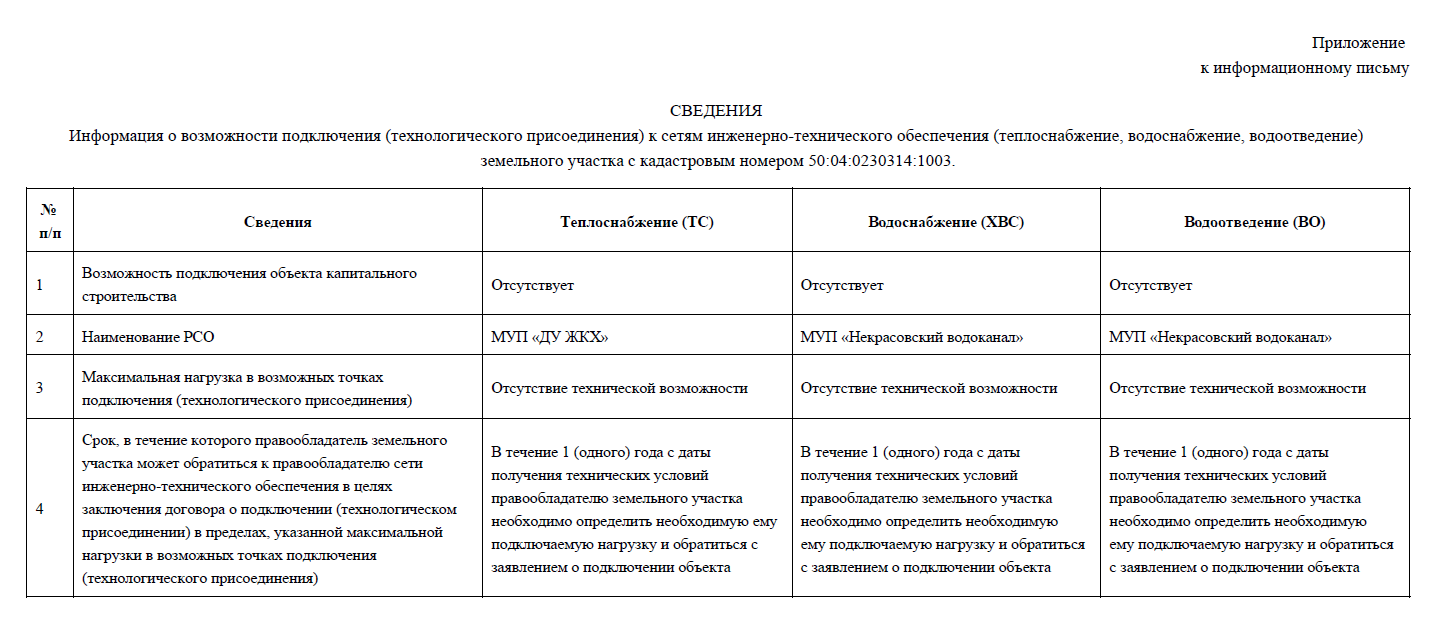 Приложение
к информационному письму
СВЕДЕНИЯ
Информация о возможности подключения (технологического присоединения) к сетям инженерно-технического обеспечения (теплоснабжение, водоснабжение, водоотведение)
земельного участка с кадастровым номером 50:04:0230314:1003.
№
п/п
Сведения
Теплоснабжение (ТС)
Водоснабжение (ХВС)
Водоотведение (ВО)
1
Возможность подключения объекта капитального
строительства
Отсутствует
Отсутствует
Отсутствует
2
Наименование РСО
МУП «ДУ ЖКХ»
МУП «Некрасовский водоканал»
МУП «Некрасовский водоканал»
3
Максимальная нагрузка в возможных точках
подключения (технологического присоединения)
Отсутствие технической возможности
Отсутствие технической возможности
Отсутствие технической возможности
4
Срок, в течение которого правообладатель земельного
участка может обратиться к правообладателю сети
инженерно-технического обеспечения в целях
заключения договора о подключении (технологическом
присоединении) в пределах, указанной максимальной
нагрузки в возможных точках подключения
(технологического присоединения)
В течение 1 (одного) года с даты
получения технических условий
правообладателю земельного участка
необходимо определить необходимую ему
подключаемую нагрузку и обратиться с
заявлением о подключении объекта
В течение 1 (одного) года с даты
получения технических условий
правообладателю земельного участка
необходимо определить необходимую
ему подключаемую нагрузку и обратиться
с заявлением о подключении объекта
В течение 1 (одного) года с даты
получения технических условий
правообладателю земельного участка
необходимо определить необходимую
ему подключаемую нагрузку и обратиться
с заявлением о подключении объекта